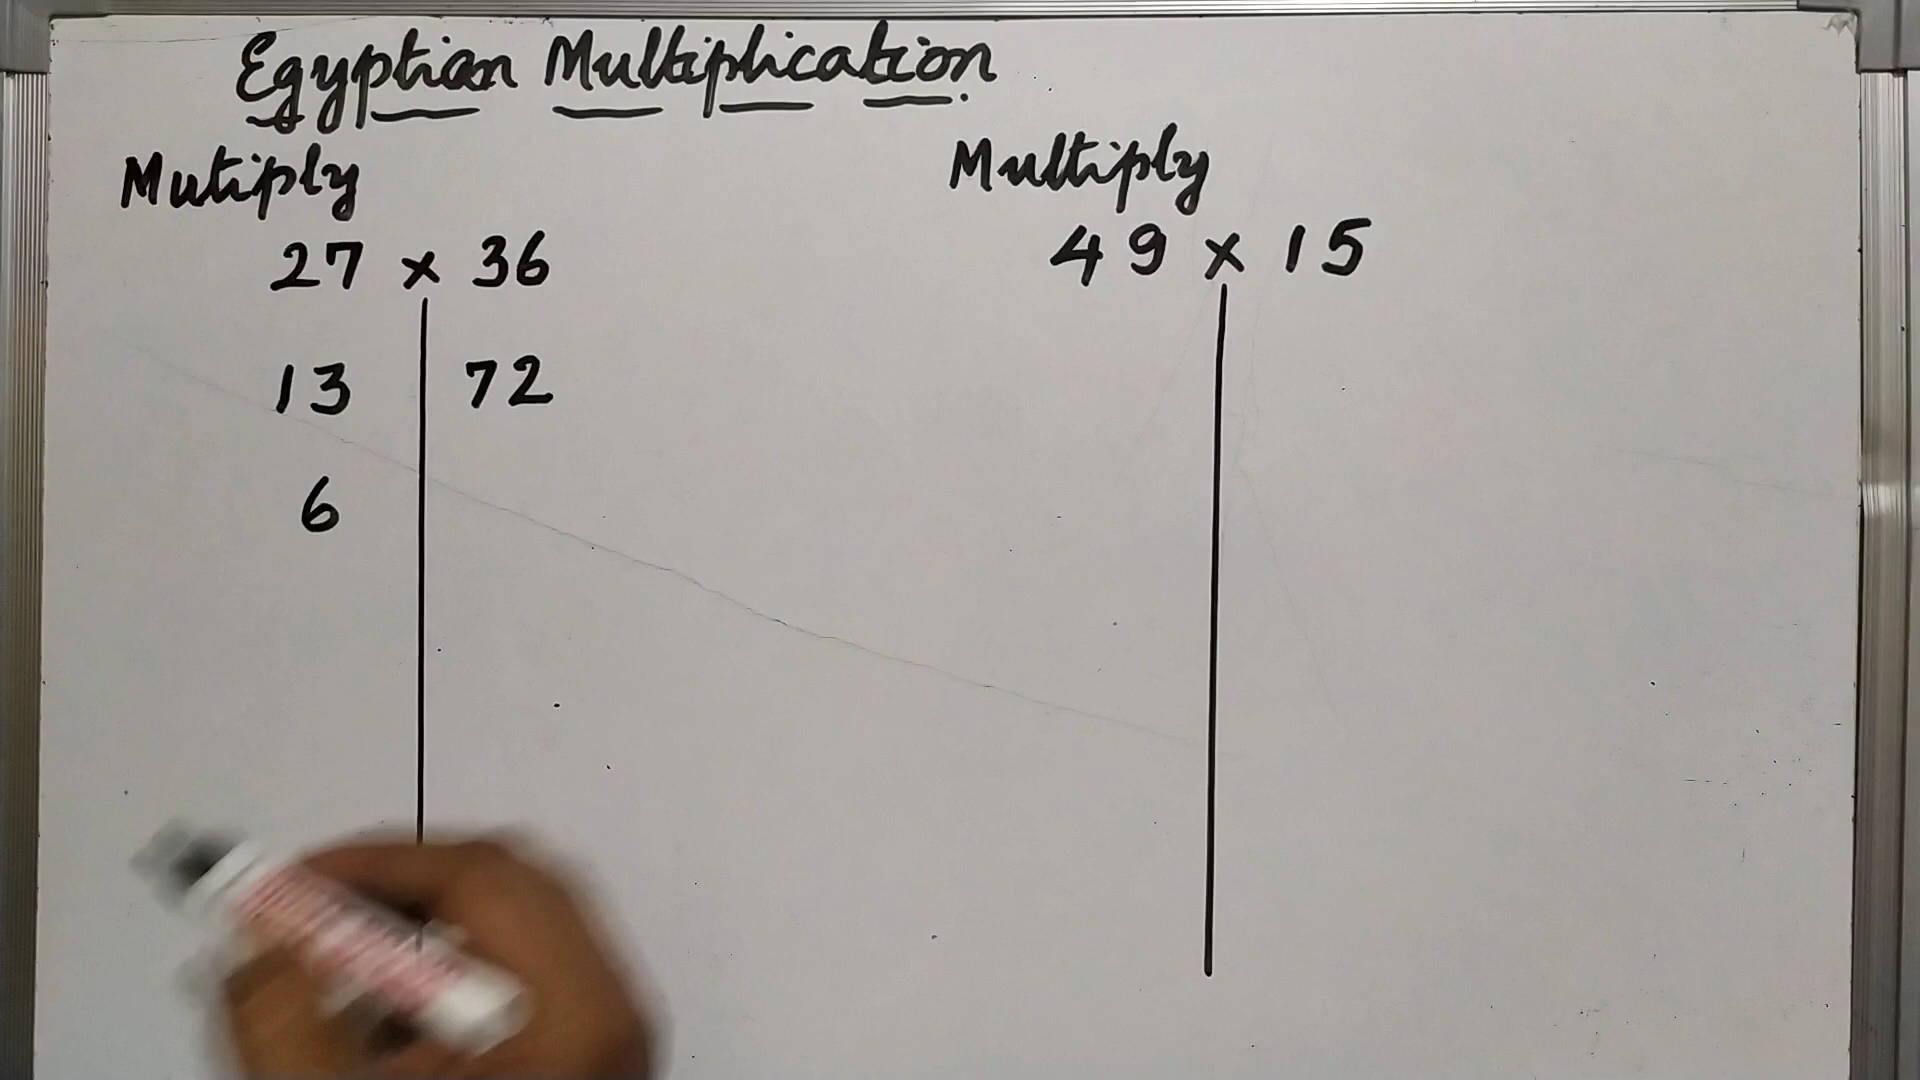 Egyptian Multiplication.
Mutiply
27 × 36
13 72
6
Multiply
49 × 15